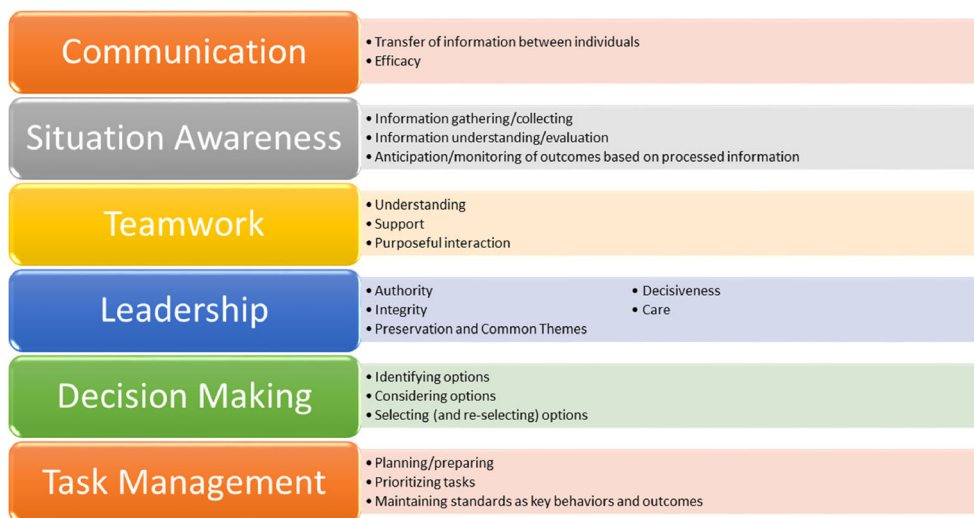 Communication
• Transfer of information between individuals
• Efficacy
Situation Awareness
• Information gathering/collecting
• Information understanding/evaluation
• Anticipation/monitoring of outcomes based on processed information
Teamwork
• Understanding
• Support
• Purposeful interaction
Leadership
• Authority
• Integrity
• Preservation and Common Themes
• Decisiveness
• Care
Decision Making
• Identifying options
• Considering options
• Selecting (and re-selecting) options
Task Management
• Planning/preparing
• Prioritizing tasks
• Maintaining standards as key behaviors and outcomes